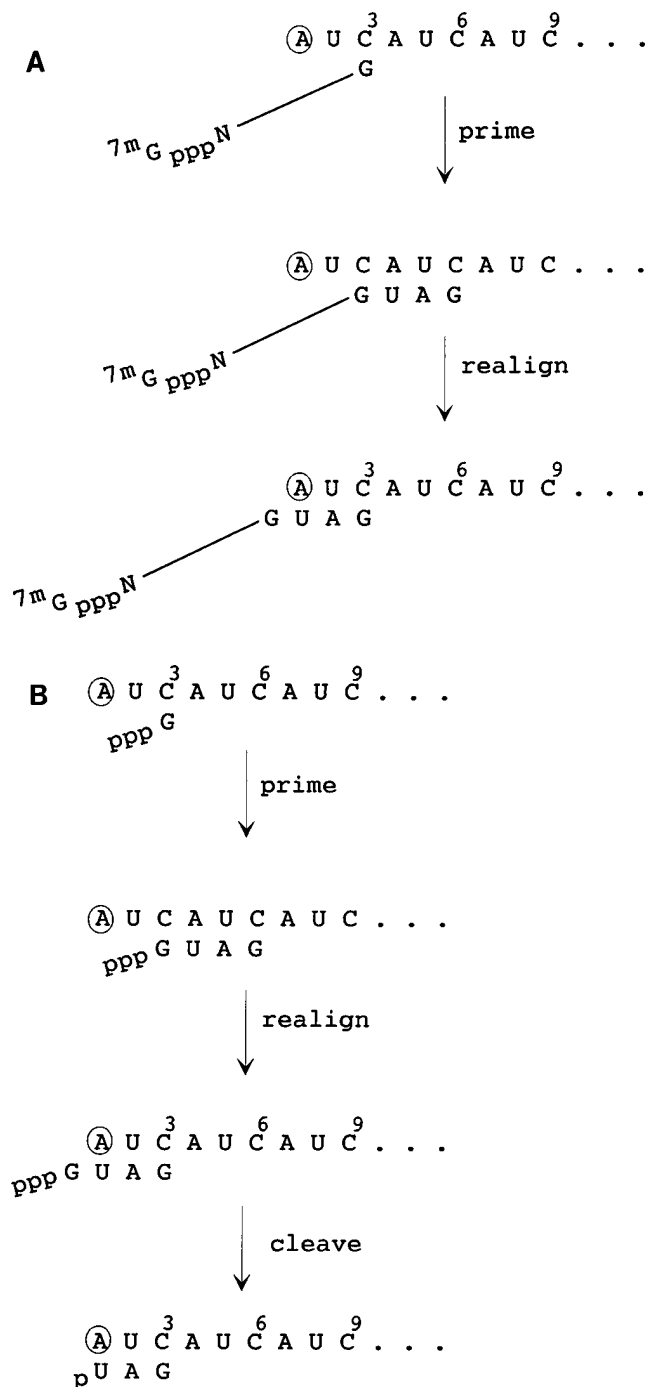 3 6 9
A
A U C A U C A U C . . .
G
7m G ppp N
prime
A U C A U C A U C . . .
G U A G
7m G ppp N
realign
3 6 9
A U C A U C A U C . . .
G U A G
7m G ppp N
3 6 9
B
A U C A U C A U C . . .
ppp G
prime
A U C A U C A U C . . .
ppp G U A G
realign
3 6 9
A U C A U C A U C . . .
ppp G U A G
cleave
3 6 9
A U C A U C A U C . . .
p U A G